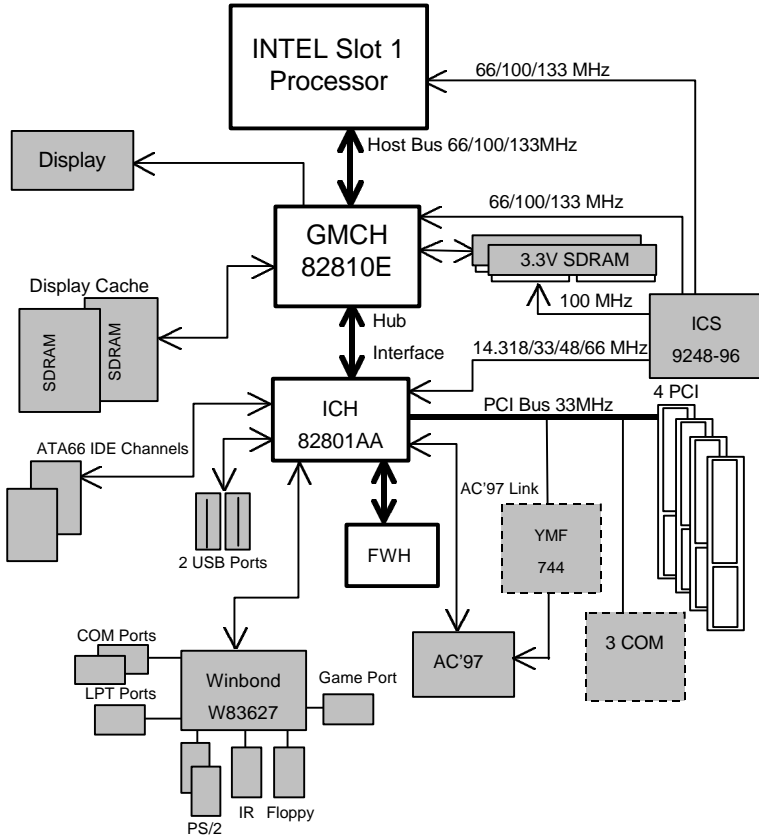 INTEL Slot 1
Processor
66/100/133 MHz
Host Bus 66/100/133MHz
Display
66/100/133 MHz
GMCH
82810E
3.3V SDRAM
Display Cache
SDRAM
SDRAM
100 MHz
ICS
9248-96
Hub
Interface
14.318/33/48/66 MHz
4 PCI
PCI Bus 33MHz
ICH
82801AA
ATA66 IDE Channels
AC'97 Link
2 USB Ports
FWH
YMF
744
COM Ports
LPT Ports
Winbond
W83627
Game Port
AC'97
3 COM
PS/2
IR
Floppy